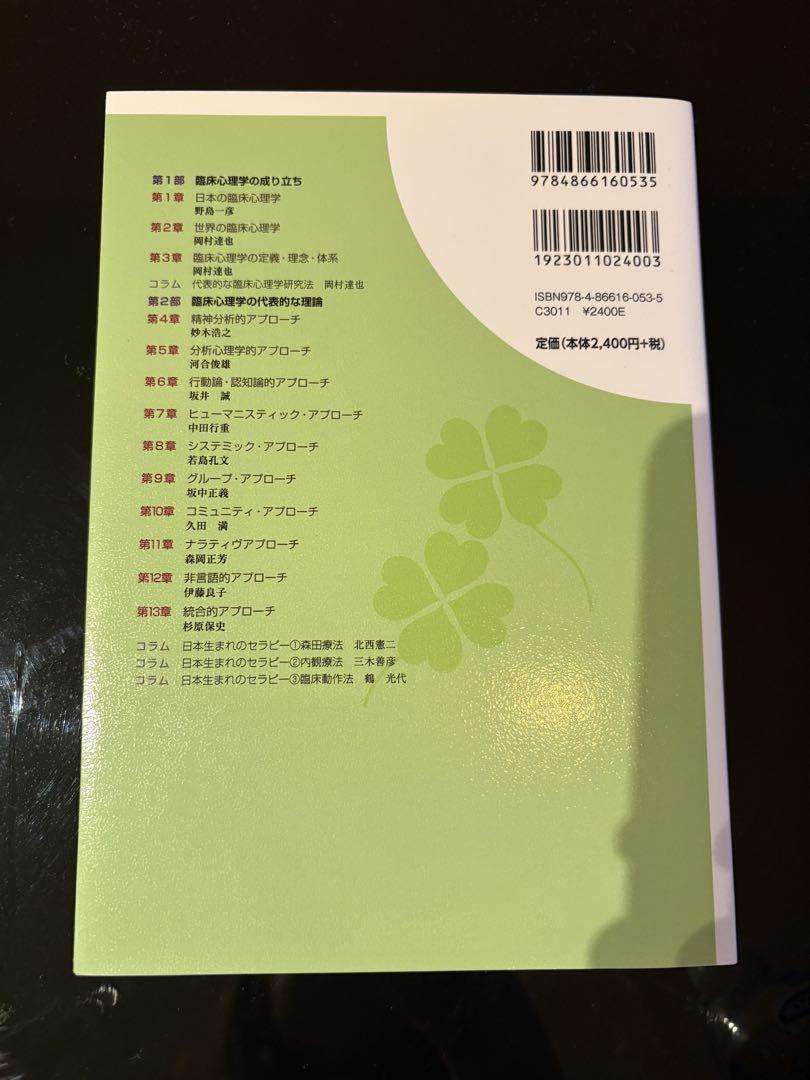 第1部 臨床心理学の成り立ち
第1章 日本の臨床心理学
野島一彦
第2章 世界の臨床心理学
岡村達也
第3章 臨床心理学の定義・理念・体系
岡村達也
コラム 代表的な臨床心理学研究法 岡村達也
第2部 臨床心理学の代表的な理論
第4章 精神分析的アプローチ
妙木浩之
第5章 分析心理学的アプローチ
河合俊雄
第6章 行動論・認知論的アプローチ
坂井 誠
第7章 ヒューマニスティック・アプローチ
中田行重
第8章 システミック・アプローチ
若島孔文
第9章 グループ・アプローチ
坂中正義
第10章 コミュニティ・アプローチ
久田 満
第11章 ナラティヴアプローチ
森岡正芳
第12章 非言語的アプローチ
伊藤良子
第13章 統合的アプローチ
杉原保史
コラム 日本生まれのセラピー①森田療法 北西憲二
コラム 日本生まれのセラピー②内観療法 三木善彦
コラム 日本生まれのセラピー③臨床動作法 鶴 光代
9784866160535
1923011024003
ISBN978-4-86616-053-5
C3011 ¥2400E
定価(本体2,400円+税)